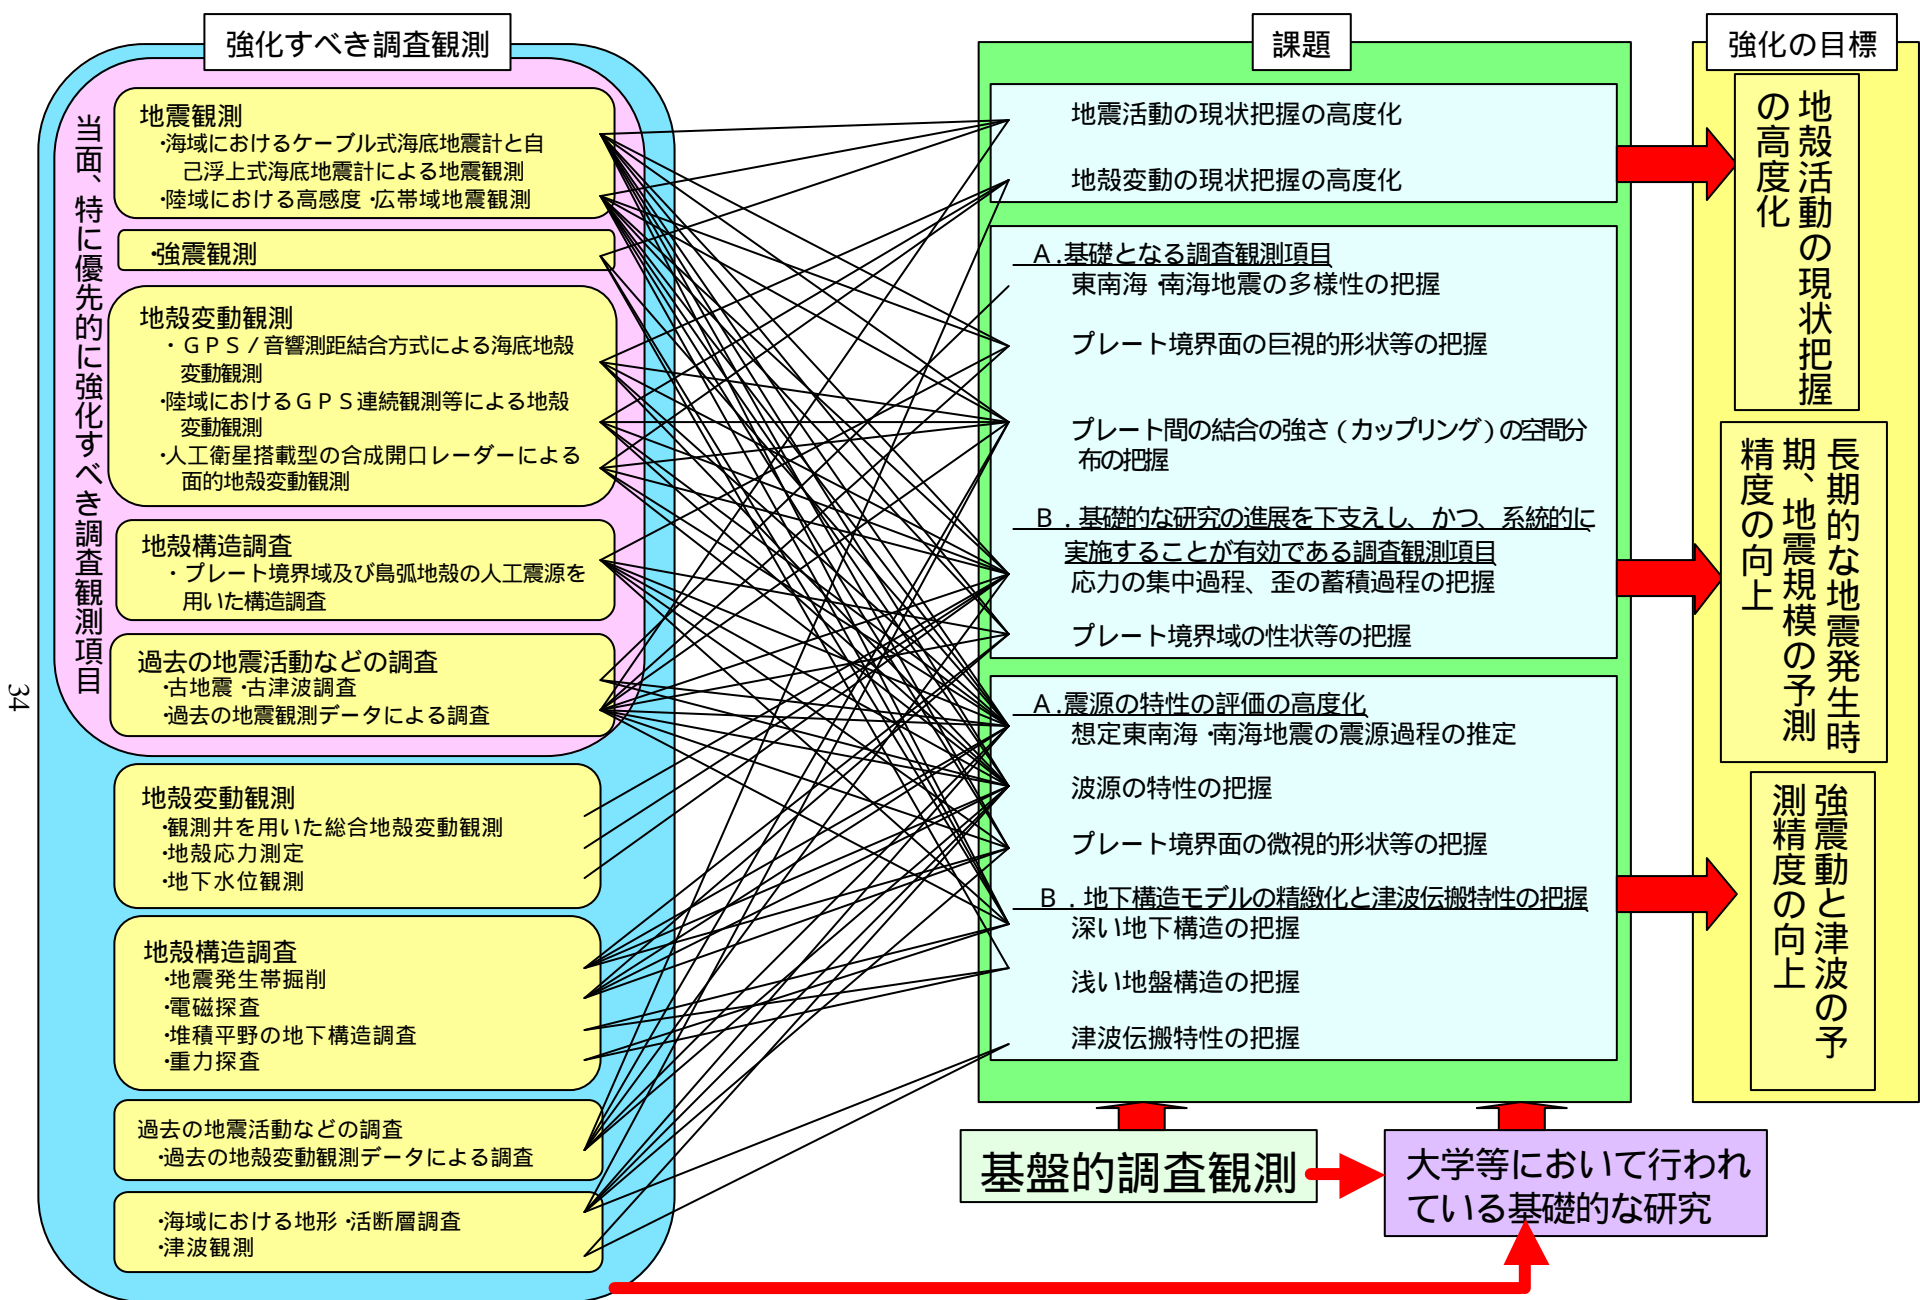 強化すべき調査観測
当面、特に優先的に強化すべき調査観測項目
地震観測
・海域におけるケーブル式海底地震計と自
己浮上式海底地震計による地震観測
・陸域における高感度・広帯域地震観測
・強震観測
地殻変動観測
・ＧＰＳ/音響測距結合方式による海底地殻
変動観測
・陸域におけるＧＰＳ連続観測等による地殻
変動観測
・人工衛星搭載型の合成開口レーダーによる
面的地殻変動観測
地殻構造調査
・プレート境界域及び島弧地殻の人工震源を
用いた構造調査
過去の地震活動などの調査
・古地震・古津波調査
・過去の地震観測データによる調査
地殻変動観測
・観測井を用いた総合地殻変動観測
・地殻応力測定
・地下水位観測
地殻構造調査
・地震発生帯掘削
・電磁探査
・堆積平野の地下構造調査
・重力探査
過去の地震活動などの調査
・過去の地殻変動観測データによる調査
・海域における地形・活断層調査
・津波観測
課題
地震活動の現状把握の高度化
地殻変動の現状把握の高度化
Ａ.基礎となる調査観測項目
東南海・南海地震の多様性の把握
プレート境界面の巨視的形状等の把握
プレート間の結合の強さ(カップリング)の空間分
布の把握
Ｂ．基礎的な研究の進展を下支えし、かつ、系統的に
実施することが有効である調査観測項目
応力の集中過程、歪の蓄積過程の把握
プレート境界域の性状等の把握
Ａ.震源の特性の評価の高度化
想定東南海・南海地震の震源過程の推定
波源の特性の把握
プレート境界面の微視的形状等の把握
Ｂ．地下構造モデルの精緻化と津波伝搬特性の把握
深い地下構造の把握
浅い地盤構造の把握
津波伝搬特性の把握
基盤的調査観測
大学等において行われ
ている基礎的な研究
強化の目標
地殻活動の現状把握
の高度化
長期的な地震発生時
期、地震規模の予測
精度の向上
強震動と津波の予
測精度の向上
34